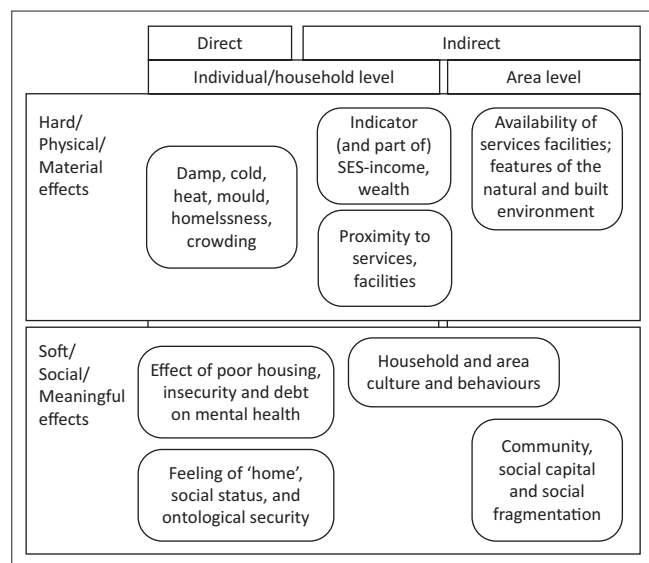 Direct
Indirect
Individual/household level
Area level
Hard/
Physical/
Material
effects
Damp, cold,
heat, mould,
homelssness,
crowding
Indicator
(and part of)
SES-income,
wealth
Proximity to
services,
facilities
Availability of
services facilities;
features of the
natural and built
environment
Soft/
Social/
Meaningful
effects
Effect of poor housing,
insecurity and debt
on mental health
Household and area
culture and behaviours
Feeling of ‘home’,
social status, and
ontological security
Community,
social capital
and social
fragmentation